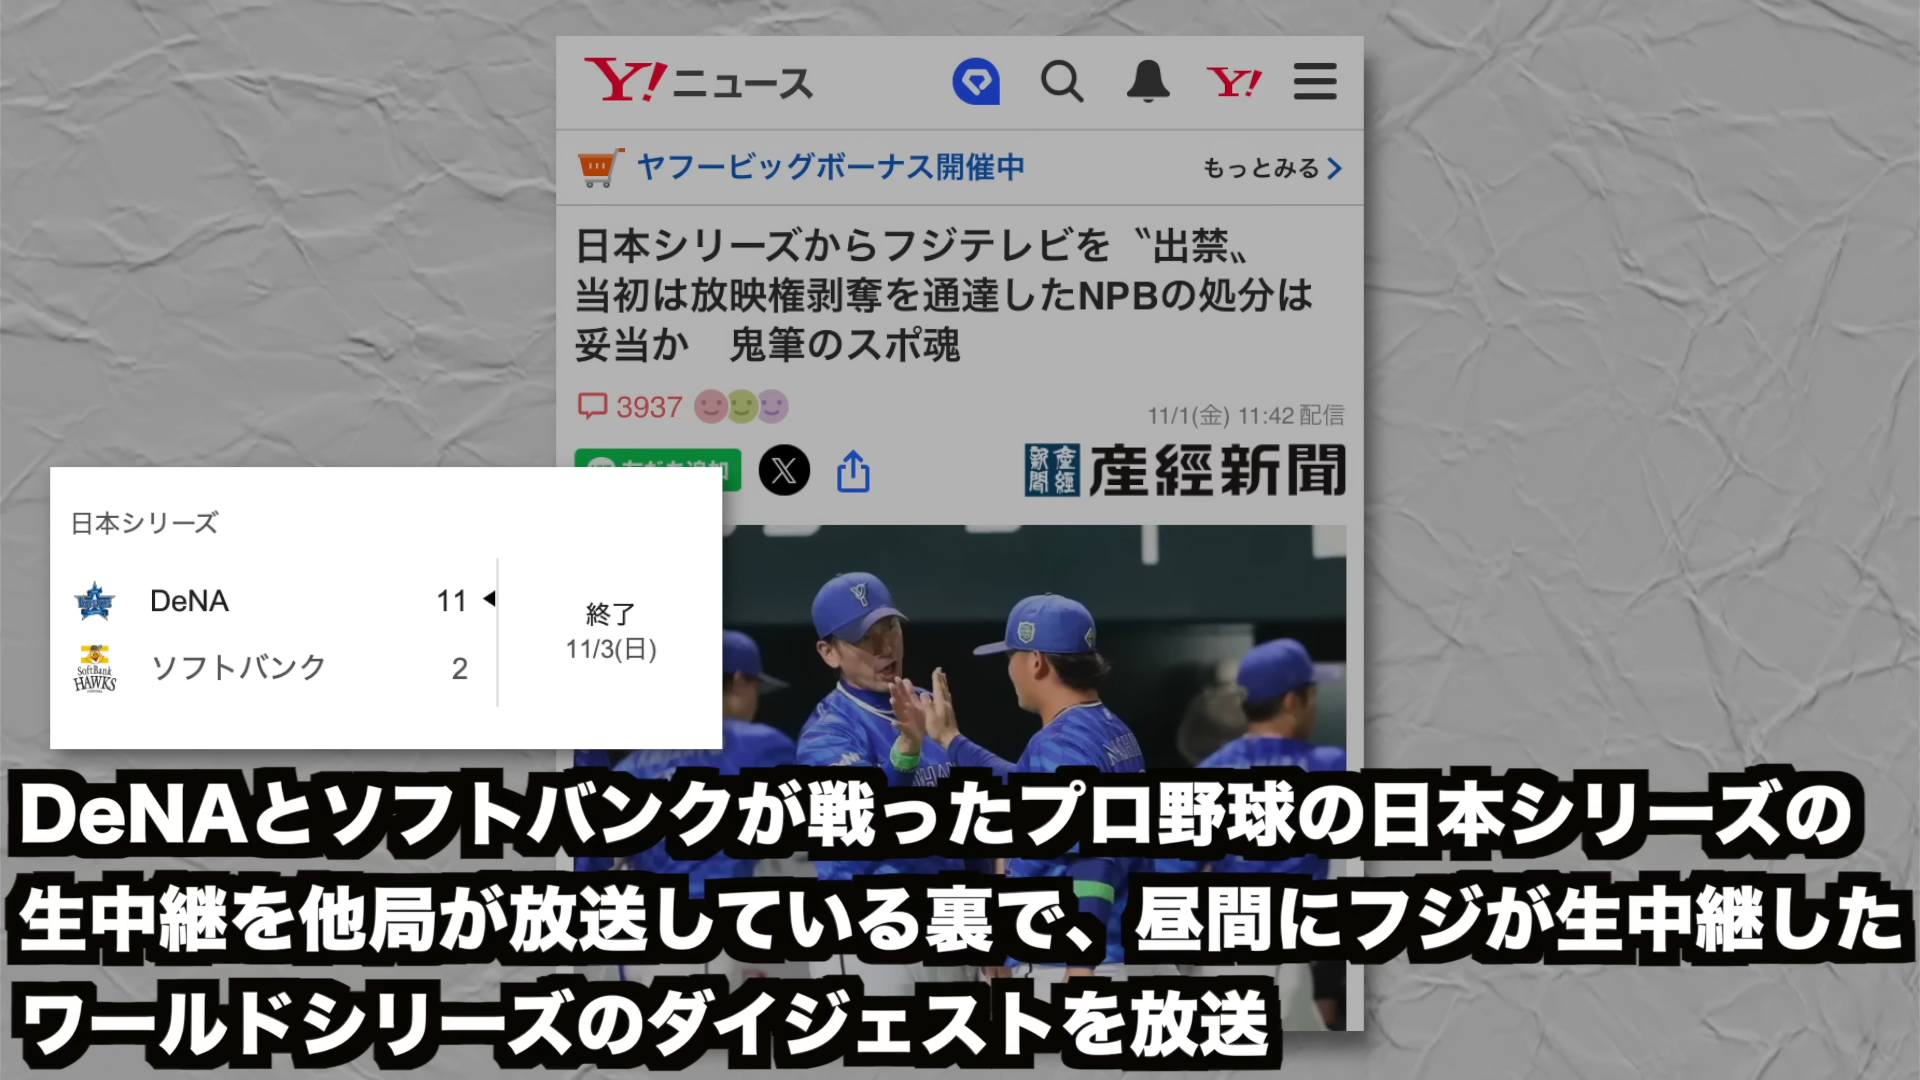 Y!ニュース
Y!
ヤフービッグボーナス開催中
もっとみる
日本シリーズからフジテレビを〝出禁〟
当初は放映権剥奪を通達したNPBの処分は
妥当か　鬼筆のスポ魂
3937
11/1(金) 11:42配信
産経新聞
産經新聞
日本シリーズ
DeNA 11
終了
11/3(日)
SoftBank HAWKS
ソフトバンク 2
DeNAとソフトバンクが戦ったプロ野球の日本シリーズの
生中継を他局が放送している裏で、昼間にフジが生中継した
ワールドシリーズのダイジェストを放送